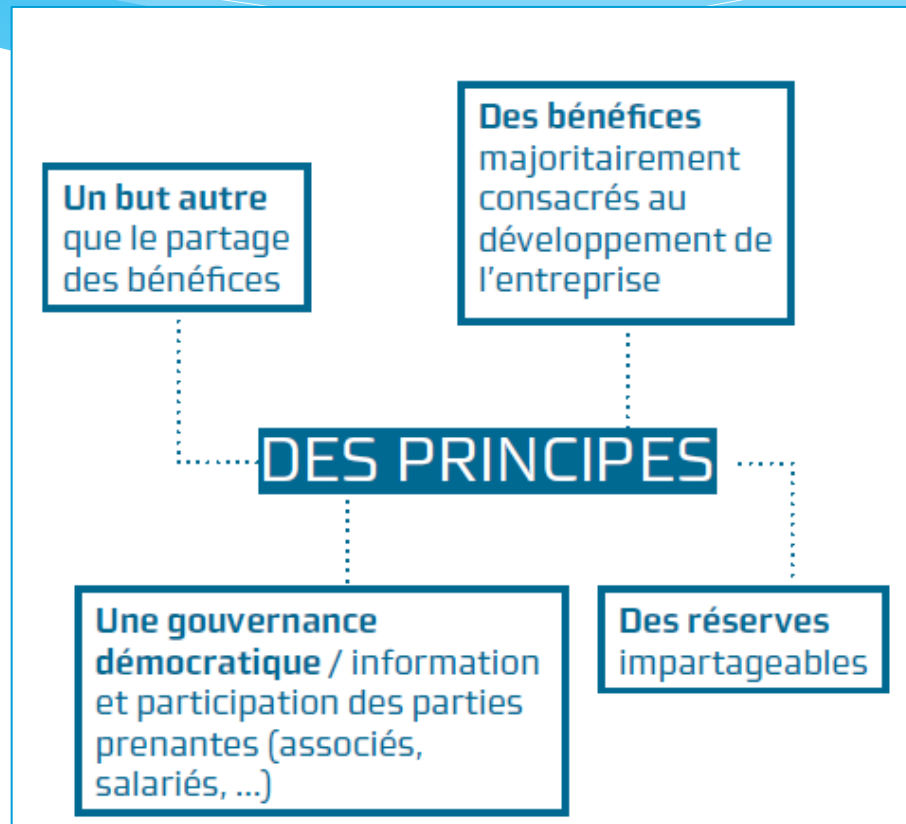 Des bénéfices
majoritairement
consacrés au
développement de
l'entreprise
Un but autre
que le partage
des bénéfices
DES PRINCIPES
Une gouvernance
démocratique / information
et participation des parties
prenantes (associés,
salariés, ...)
Des réserves
impartageables